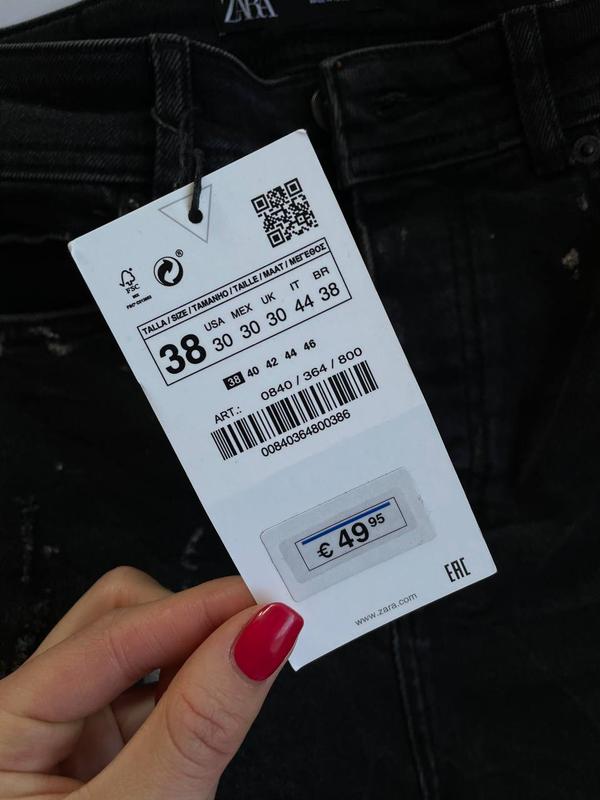 ZARA
FSC
MIX
®
TALLA / SIZE / TAMANHO / TAILLE / MAAT / ΜΕΓΕΘΟΣ
38
USA MEX UK IT BR
30 30 30 44 38
38 40 42 44 46
ART.: 0840 / 364 / 800
00840364800386
€ 49 95
www.zara.com
EAC